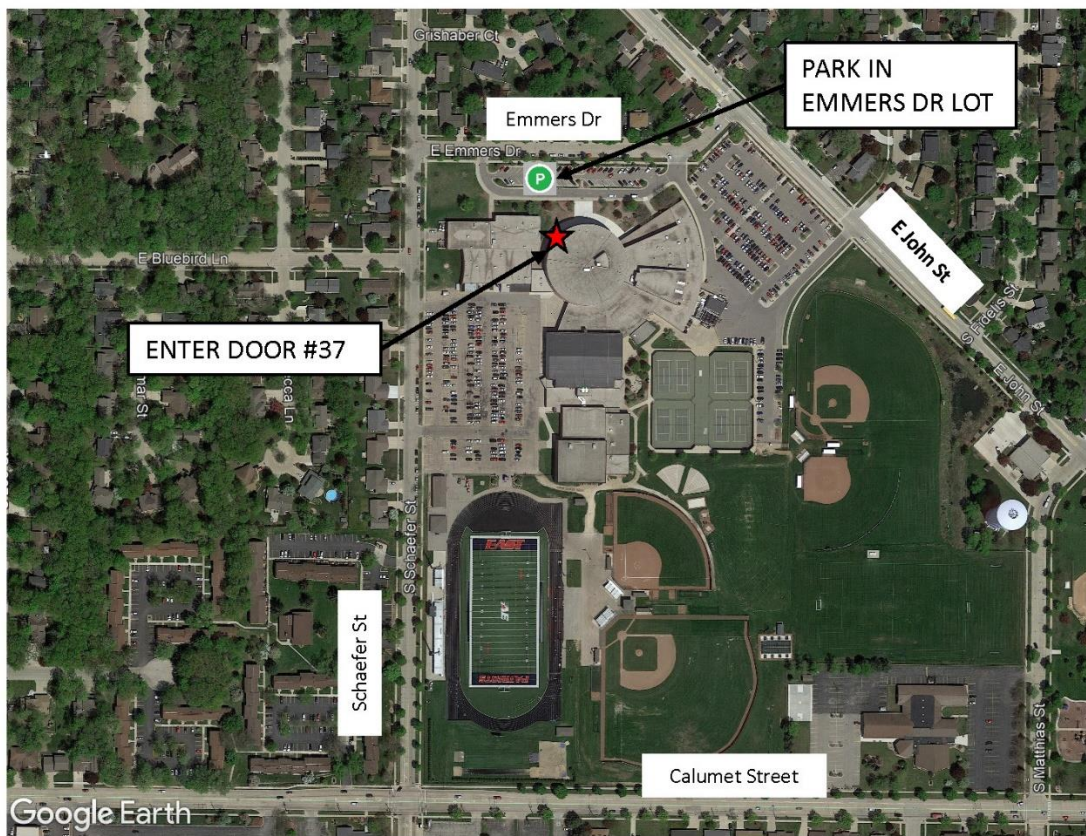 Grishaber Ct
PARK IN
EMMERS DR LOT
Emmers Dr
E Emmers Dr
P
E John St
E Bluebird Ln
S Fidelis St
ENTER DOOR #37
E John St
EAST
S Schaefer St
AE
Schaefer St
PATRIOTS
S Matthias St
Calumet Street
Google Earth